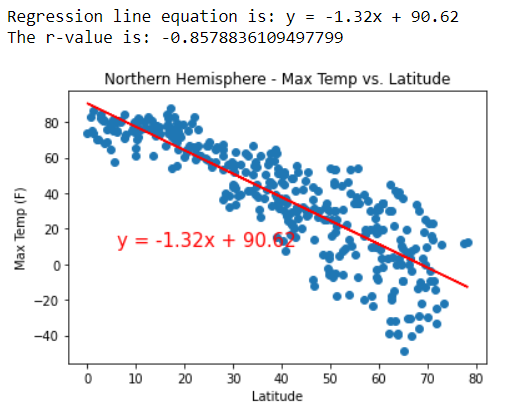 Regression line equation is: y = -1.32x + 90.62
The r-value is: -0.8578836109497799
Northern Hemisphere - Max Temp vs. Latitude
Max Temp (F)
80
60
40
20
0
−20
−40
y = -1.32x + 90.62
0 10 20 30 40 50 60 70 80
Latitude